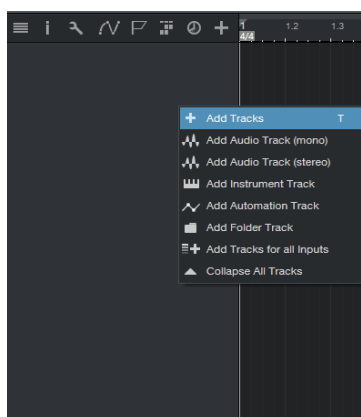 1 1.2 1.3
4/4
Add Tracks T
Add Audio Track (mono)
Add Audio Track (stereo)
Add Instrument Track
Add Automation Track
Add Folder Track
Add Tracks for all Inputs
Collapse All Tracks